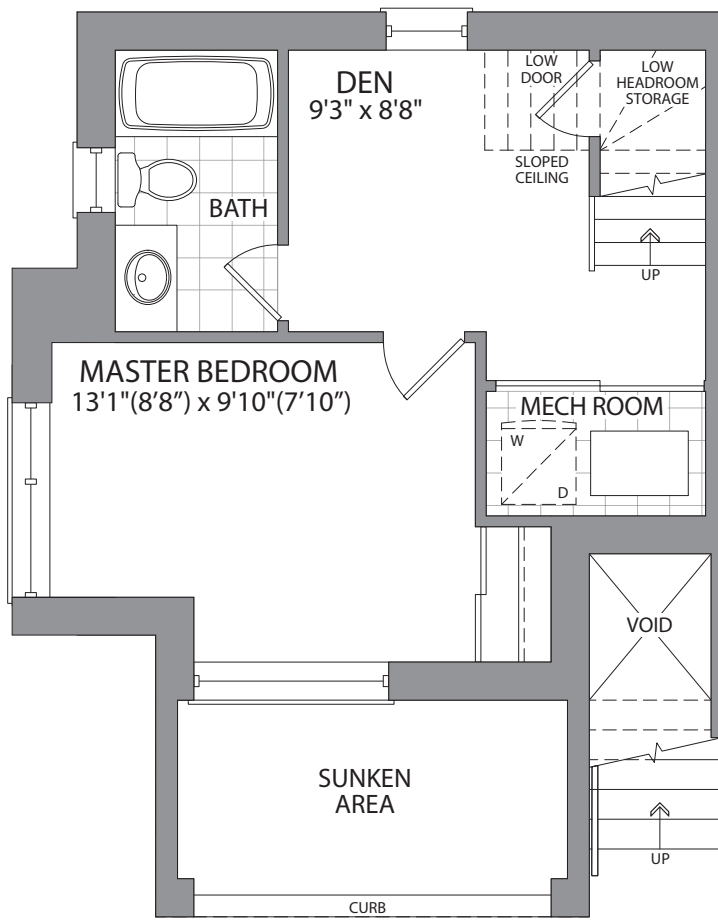 DEN
9'3" x 8'8"
LOW
DOOR
LOW
HEADROOM
STORAGE
SLOPED
CEILING
BATH
UP
MASTER BEDROOM
13'1"(8'8”) x 9'10"(7’10”)
MECH ROOM
W
D
VOID
SUNKEN
AREA
UP
CURB